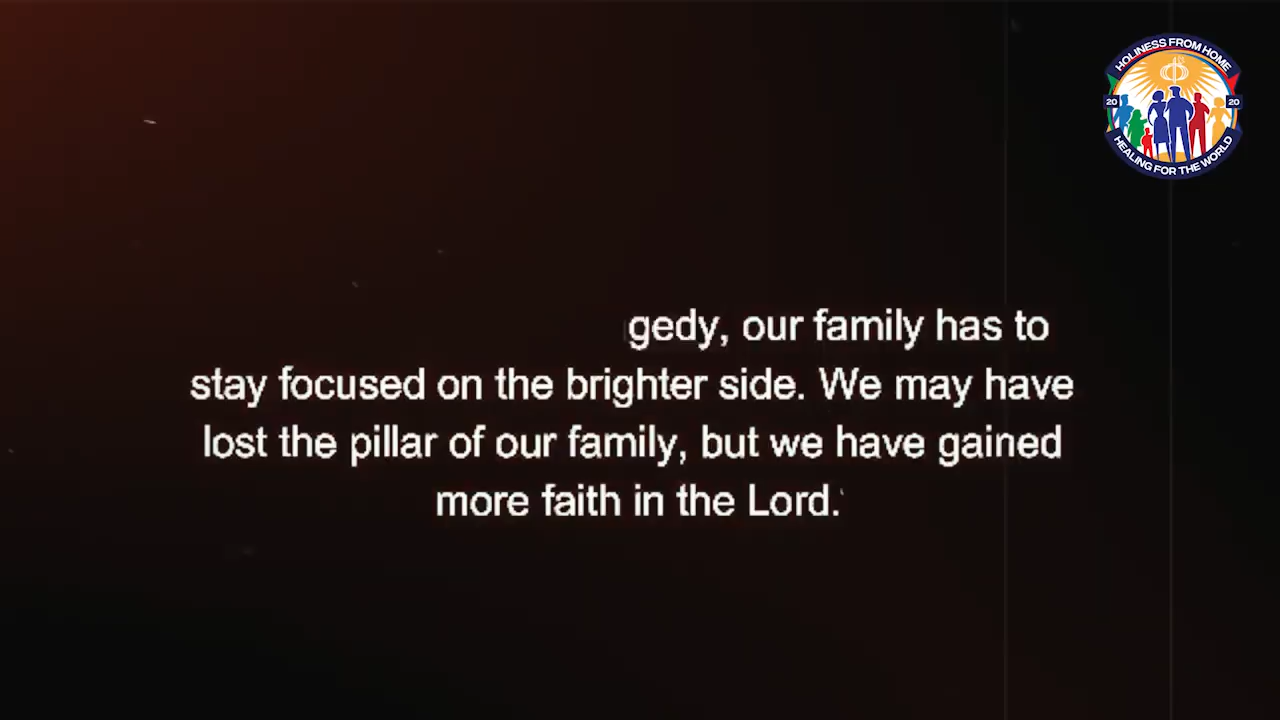 gedy, our family has to
stay focused on the brighter side. We may have
lost the pillar of our family, but we have gained
more faith in the Lord.
HOLINESS FROM HOME
20 20
HEALING FOR THE WORLD